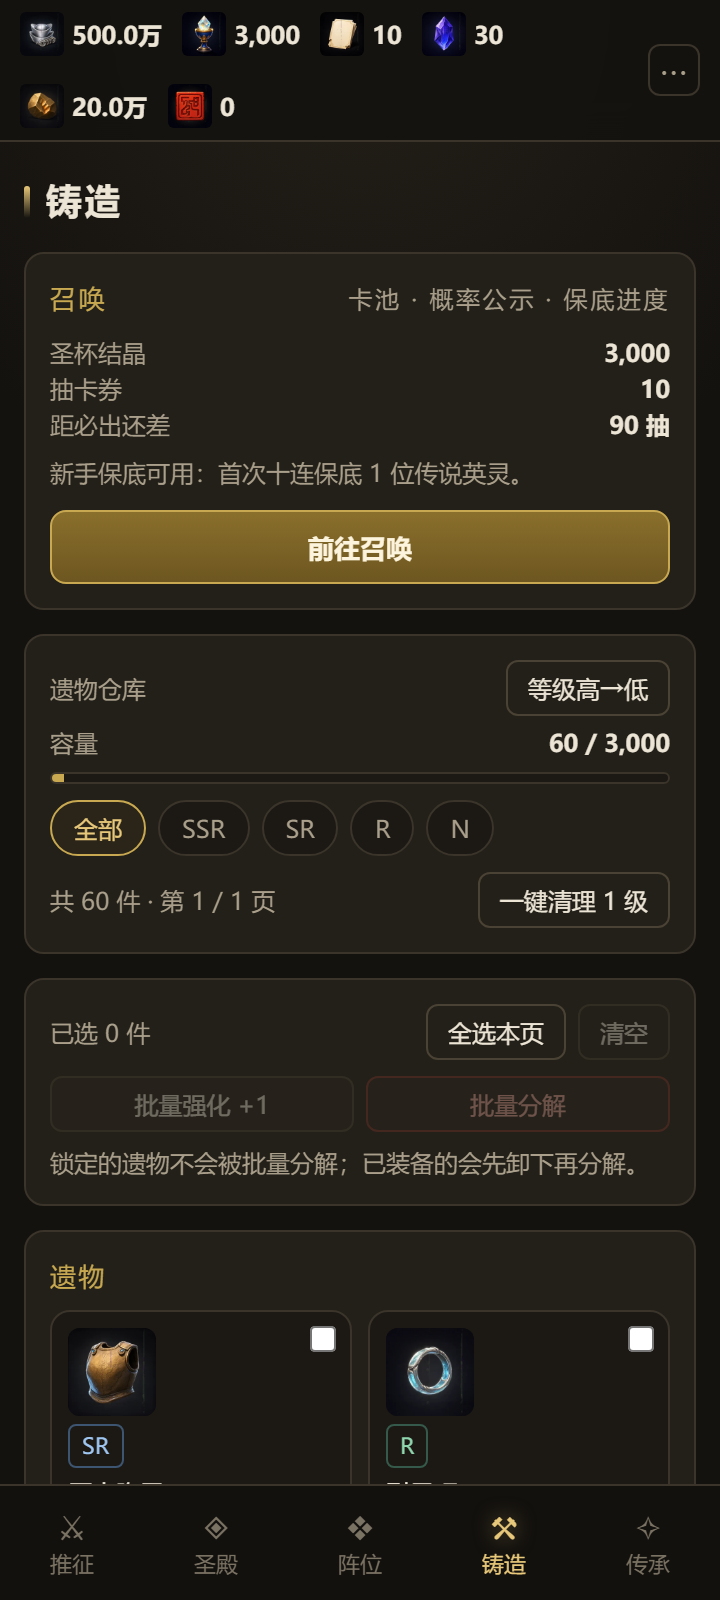 500.0万 3,000 10 30
20.0万 0
...
铸造
召唤 卡池 · 概率公示 · 保底进度
圣杯结晶 3,000
抽卡券 10
距必出还差 90 抽
新手保底可用：首次十连保底 1 位传说英灵。
前往召唤
遗物仓库 等级高→低
容量 60 / 3,000
全部 SSR SR R N
共 60 件 · 第 1 / 1 页 一键清理 1 级
已选 0 件 全选本页 清空
批量强化 +1 批量分解
锁定的遗物不会被批量分解；已装备的会先卸下再分解。
遗物
SR R
推征 圣殿 阵位 铸造 传承